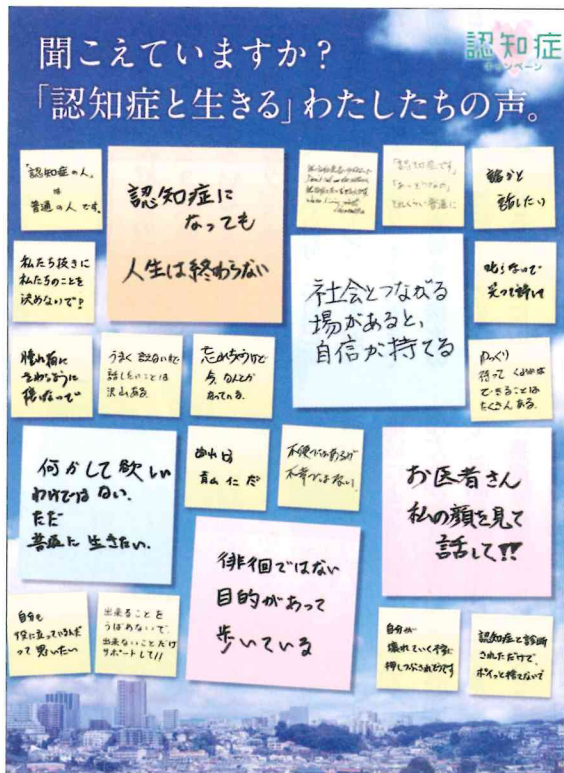 聞こえていますか？
「認知症と生きる」わたしたちの声。
認知症
キャンペーン
「認知症の人」
は
普通の人です。
認知症に
なっても
人生は終わらない
「認知症です」
「あっそうなの」
とれくらい普通に
誰かと
話したい
私たち抜きに
私たちのことを
決めないで?
社会とつながる
場があると、
自信が持てる
叱らないで
笑って許して
腫れ物に
さわるように
接しないで
うまく言えないけど
話したいことは
沢山ある。
忘れちゃうけど
今、なんとか
なっている。
ゆっくり
待ってくれれば
できることは
たくさんある。
何かして欲しい
わけではない。
ただ
普通に生きたい。
青山仁だ
不便ではあるが
不幸ではない。
お医者さん
私の顔を見て
話して!!
徘徊ではない
目的があって
歩いている
自分も
役に立っているんだ
って思いたい
出来ることを
うばわないで、
出来ないことだけ
サポートして!!
自分が
壊れていく様に
押しつぶされそうです
認知症と診断
されただけで、
ポイッと捨てないで